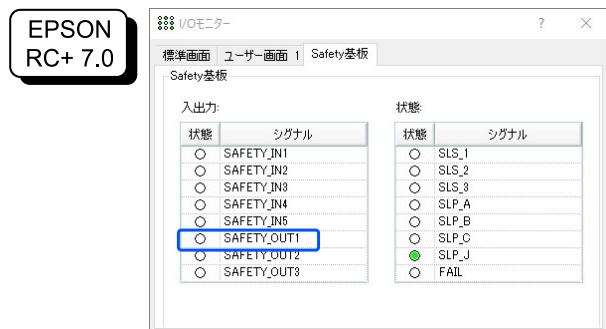 EPSON
RC+ 7.0
I/Oモニター
標準画面 ユーザー画面 1 Safety基板
Safety基板
入出力:
状態 シグナル
SAFETY_IN1
SAFETY_IN2
SAFETY_IN3
SAFETY_IN4
SAFETY_IN5
SAFETY_OUT1
SAFETY_OUT2
SAFETY_OUT3
状態:
状態 シグナル
SLS_1
SLS_2
SLS_3
SLP_A
SLP_B
SLP_C
SLP_J
FAIL